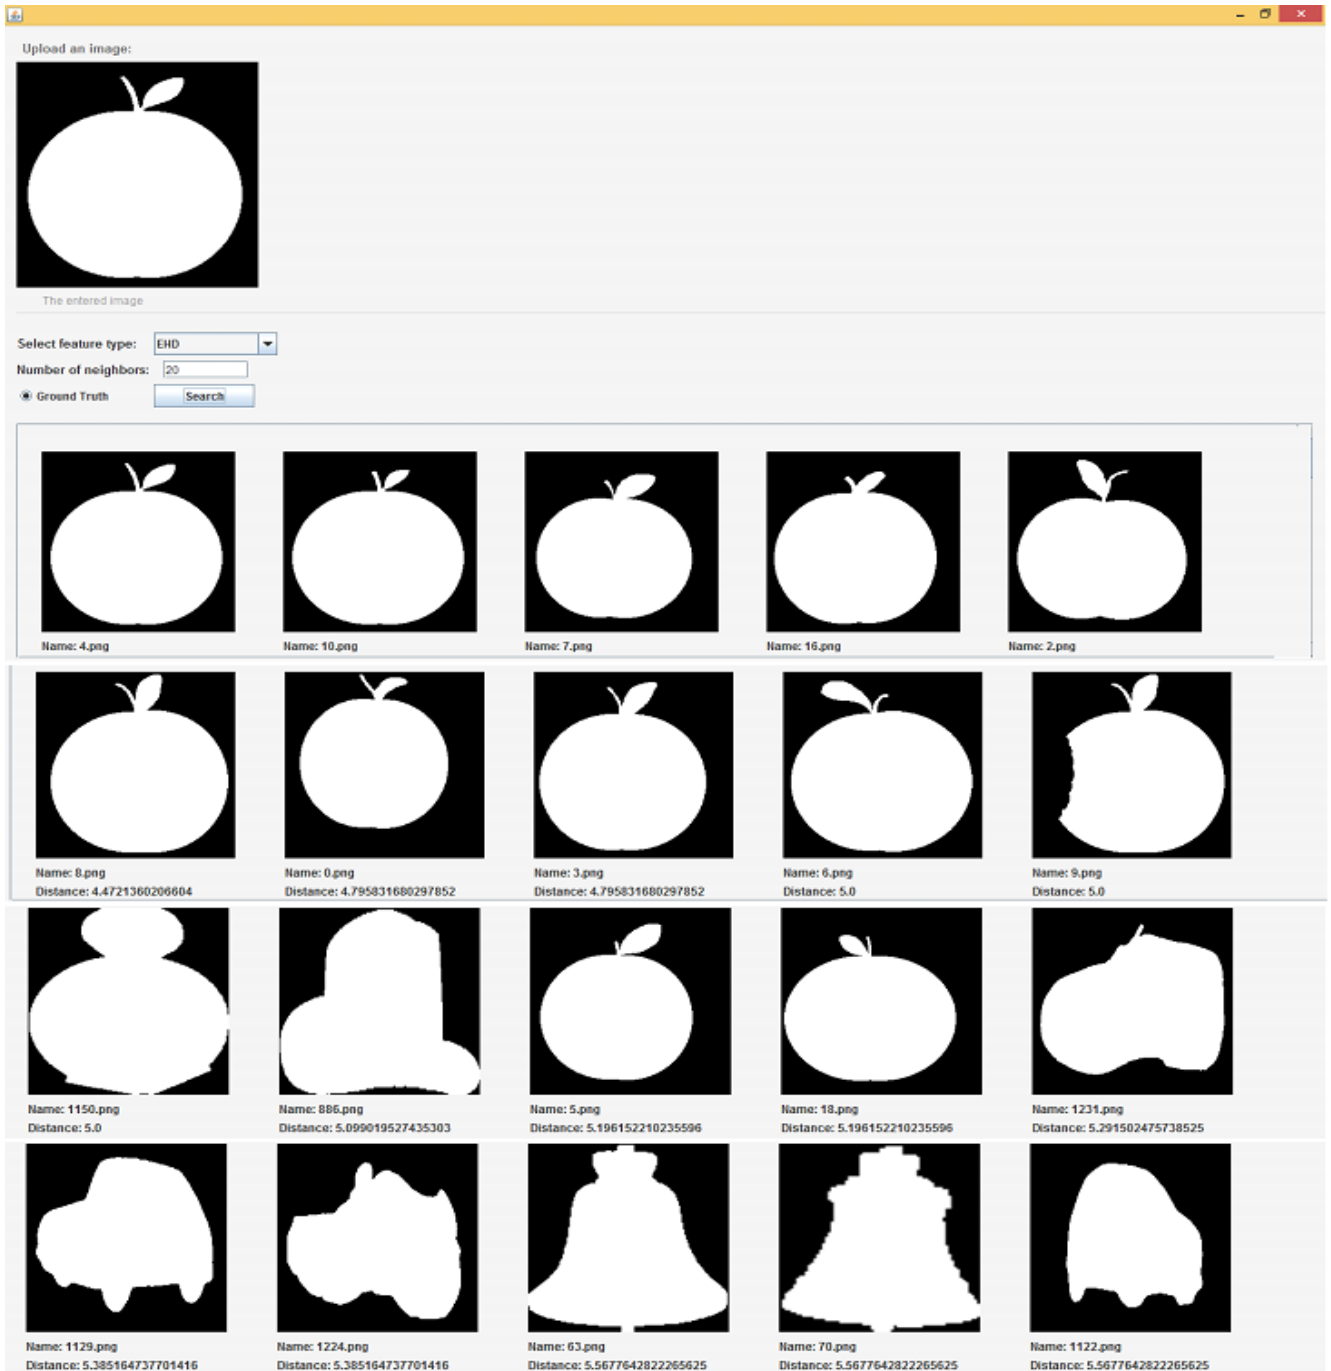 Upload an image:
The entered image
Select feature type: EHD
Number of neighbors: 20
Ground Truth Search
Name: 4.png Name: 10.png Name: 7.png Name: 16.png Name: 2.png
Name: 8.png Name: 0.png Name: 3.png Name: 6.png Name: 9.png
Distance: 4.4721360206604 Distance: 4.795831680297852 Distance: 4.795831680297852 Distance: 5.0 Distance: 5.0
Name: 1150.png Name: 886.png Name: 5.png Name: 18.png Name: 1231.png
Distance: 5.0 Distance: 5.099019527435303 Distance: 5.196152210235596 Distance: 5.196152210235596 Distance: 5.291502475738525
Name: 1129.png Name: 1224.png Name: 63.png Name: 70.png Name: 1122.png
Distance: 5.385164737701416 Distance: 5.385164737701416 Distance: 5.5677642822265625 Distance: 5.5677642822265625 Distance: 5.5677642822265625